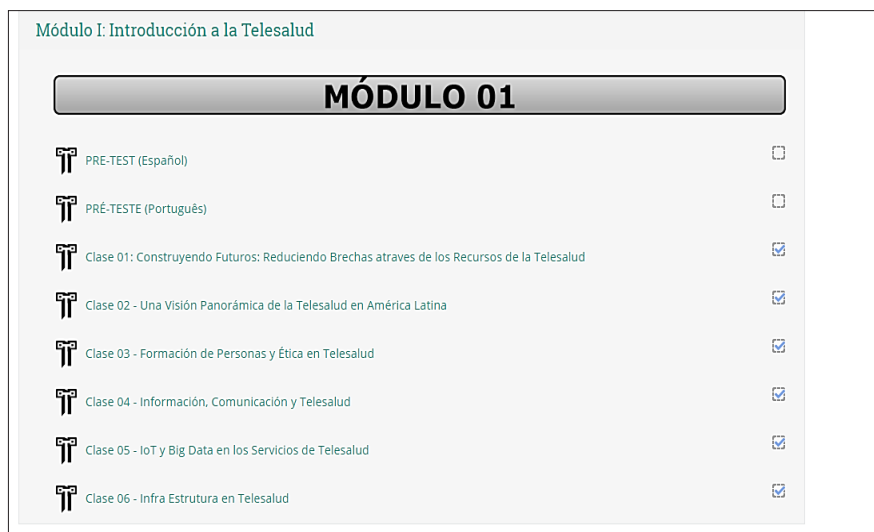 Módulo I: Introducción a la Telesalud
MÓDULO 01
PRE-TEST (Español)
PRÉ-TESTE (Português)
Clase 01: Construyendo Futuros: Reduciendo Brechas atraves de los Recursos de la Telesalud
Clase 02 - Una Visión Panorámica de la Telesalud en América Latina
Clase 03 - Formación de Personas y Ética en Telesalud
Clase 04 - Información, Comunicación y Telesalud
Clase 05 - IoT y Big Data en los Servicios de Telesalud
Clase 06 - Infra Estrutura en Telesalud